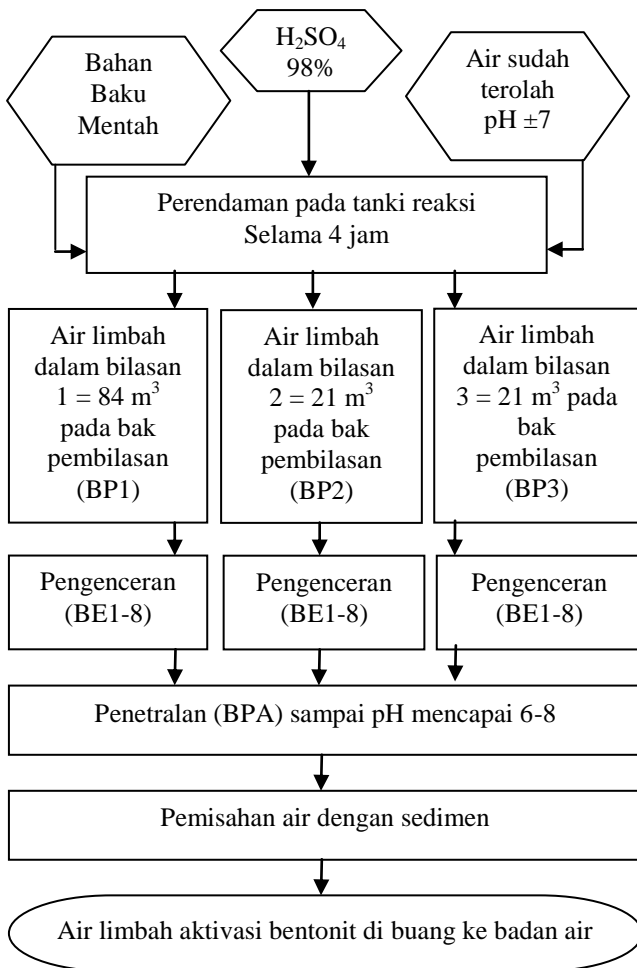 Bahan
Baku
Mentah
H₂SO₄
98%
Air sudah
terolah
pH ±7
Perendaman pada tanki reaksi
Selama 4 jam
Air limbah
dalam bilasan
1 = 84 m³
pada bak
pembilasan
(BP1)
Air limbah
dalam bilasan
2 = 21 m³
pada bak
pembilasan
(BP2)
Air limbah
dalam bilasan
3 = 21 m³ pada
bak
pembilasan
(BP3)
Pengenceran
(BE1-8)
Pengenceran
(BE1-8)
Pengenceran
(BE1-8)
Penetralan (BPA) sampai pH mencapai 6-8
Pemisahan air dengan sedimen
Air limbah aktivasi bentonit di buang ke badan air